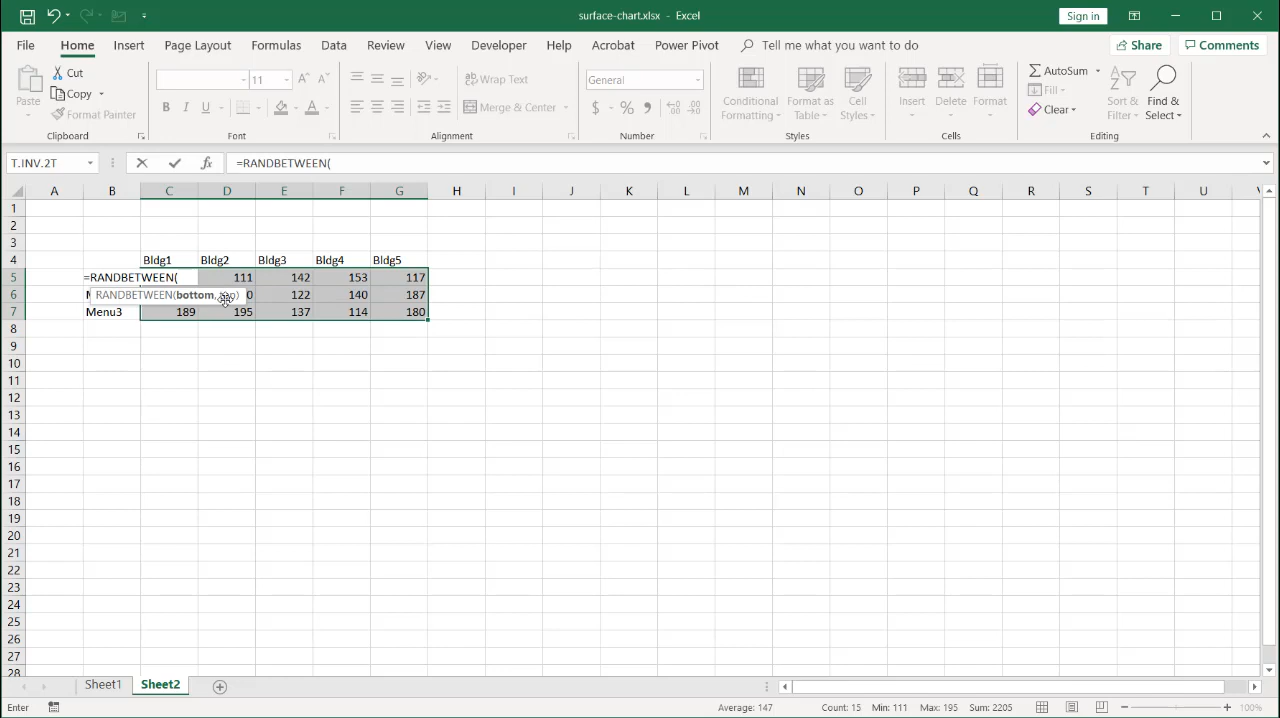 surface-chart.xlsx - Excel
Sign in
File Home Insert Page Layout Formulas Data Review View Developer Help Acrobat Power Pivot Tell me what you want to do Share Comments
Paste
Cut
Copy
Format Painter
Clipboard
11
B I U
Font
Wrap Text
Merge & Center
Alignment
General
$ %
Number
Conditional Formatting
Format as Table
Cell Styles
Styles
Insert Delete Format
Cells
AutoSum
Fill
Clear
Sort & Filter
Find & Select
Editing
T.INV.2T fx =RANDBETWEEN(
A B C D E F G H I J K L M N O P Q R S T U
1
2
3
4 Bldg1 Bldg2 Bldg3 Bldg4 Bldg5
5 =RANDBETWEEN( 111 142 153 117
6 RANDBETWEEN(bottom, 122 140 187
7 Menu3 189 195 137 114 180
8
9
10
11
12
13
14
15
16
17
18
19
20
21
22
23
24
25
26
27
28
Sheet1 Sheet2
Enter Average: 147 Count: 15 Min: 111 Max: 195 Sum: 2205 100%